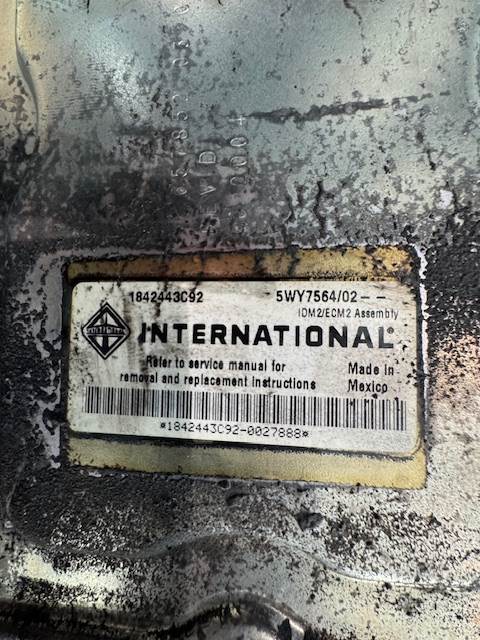 1842443C92 5WY7564/02 - -
IDM2/ECM2 Assembly
INTERNATIONAL®
Refer to service manual for
removal and replacement instructions
Made in
Mexico
*1842443C92-0027888*